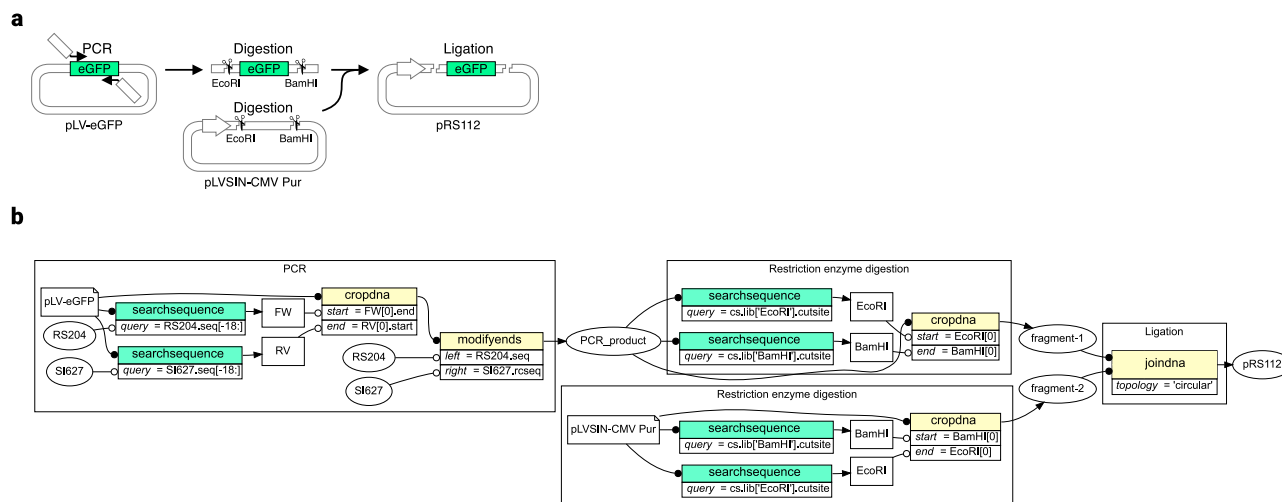 a
PCR
eGFP
pLV-eGFP
Digestion
eGFP
EcoRI
BamHI
Digestion
EcoRI
BamHI
pLVSIN-CMV Pur
Ligation
eGFP
pRS112
b
PCR
pLV-eGFP
RS204
SI627
searchsequence
query = RS204.seq[-18:]
searchsequence
query = SI627.seq[-18:]
FW
RV
cropdna
start = FW[0].end
end = RV[0].start
RS204
SI627
modifyends
left = RS204.seq
right = SI627.rcseq
PCR_product
Restriction enzyme digestion
searchsequence
query = cs.lib['EcoRI'].cutsite
searchsequence
query = cs.lib['BamHI'].cutsite
EcoRI
BamHI
cropdna
start = EcoRI[0]
end = BamHI[0]
fragment-1
Restriction enzyme digestion
pLVSIN-CMV Pur
searchsequence
query = cs.lib['BamHI'].cutsite
searchsequence
query = cs.lib['EcoRI'].cutsite
BamHI
EcoRI
cropdna
start = BamHI[0]
end = EcoRI[0]
fragment-2
Ligation
joindna
topology = 'circular'
pRS112